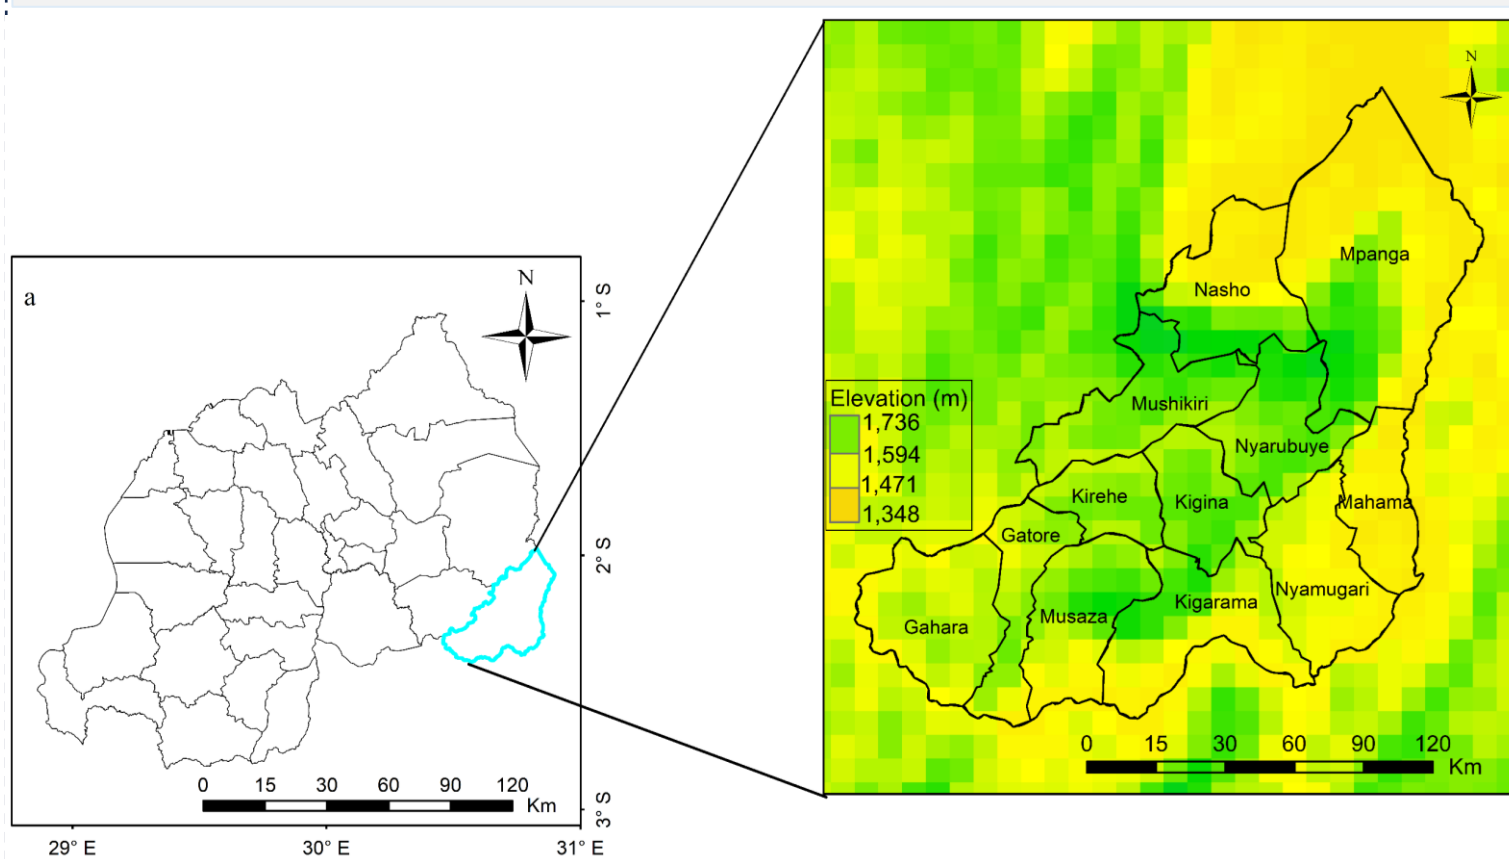 a
N
1° S
2° S
3° S
0 15 30 60 90 120
Km
29° E 30° E 31° E
N
Mpanga
Nasho
Mushikiri
Nyarubuye
Kirehe
Kigina
Mahama
Gatore
Nyamugari
Kigarama
Musaza
Gahara
Elevation (m)
1,736
1,594
1,471
1,348
0 15 30 60 90 120
Km